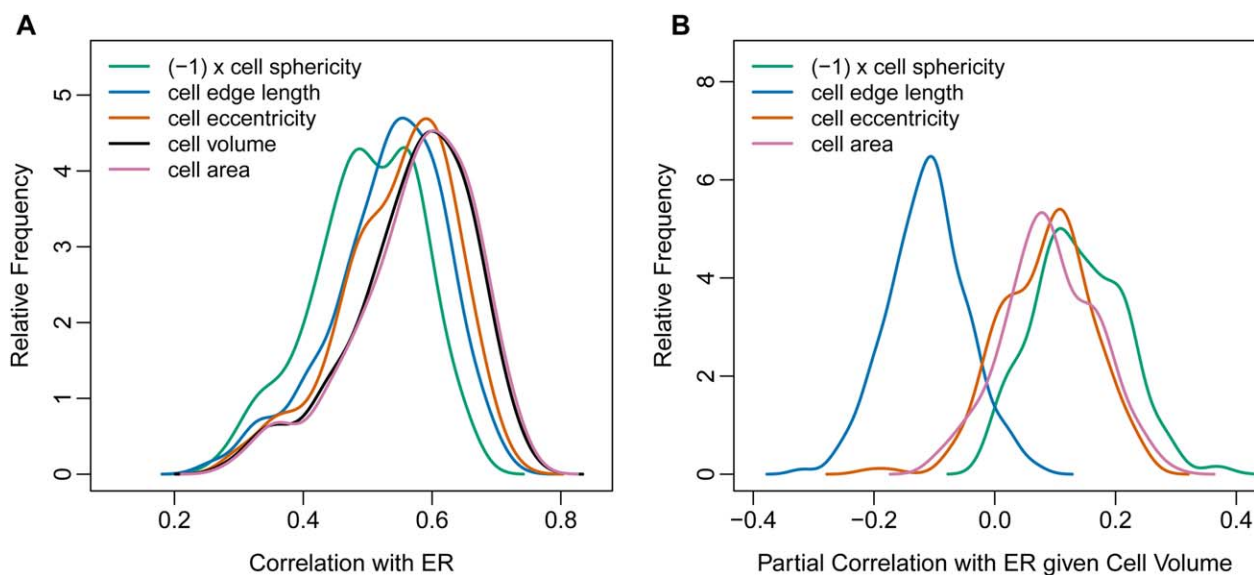 A
(−1) x cell sphericity
cell edge length
cell eccentricity
cell volume
cell area
Relative Frequency
0
1
2
3
4
5
0.2
0.4
0.6
0.8
Correlation with ER
B
(−1) x cell sphericity
cell edge length
cell eccentricity
cell area
Relative Frequency
0
2
4
6
8
−0.4
−0.2
0.0
0.2
0.4
Partial Correlation with ER given Cell Volume